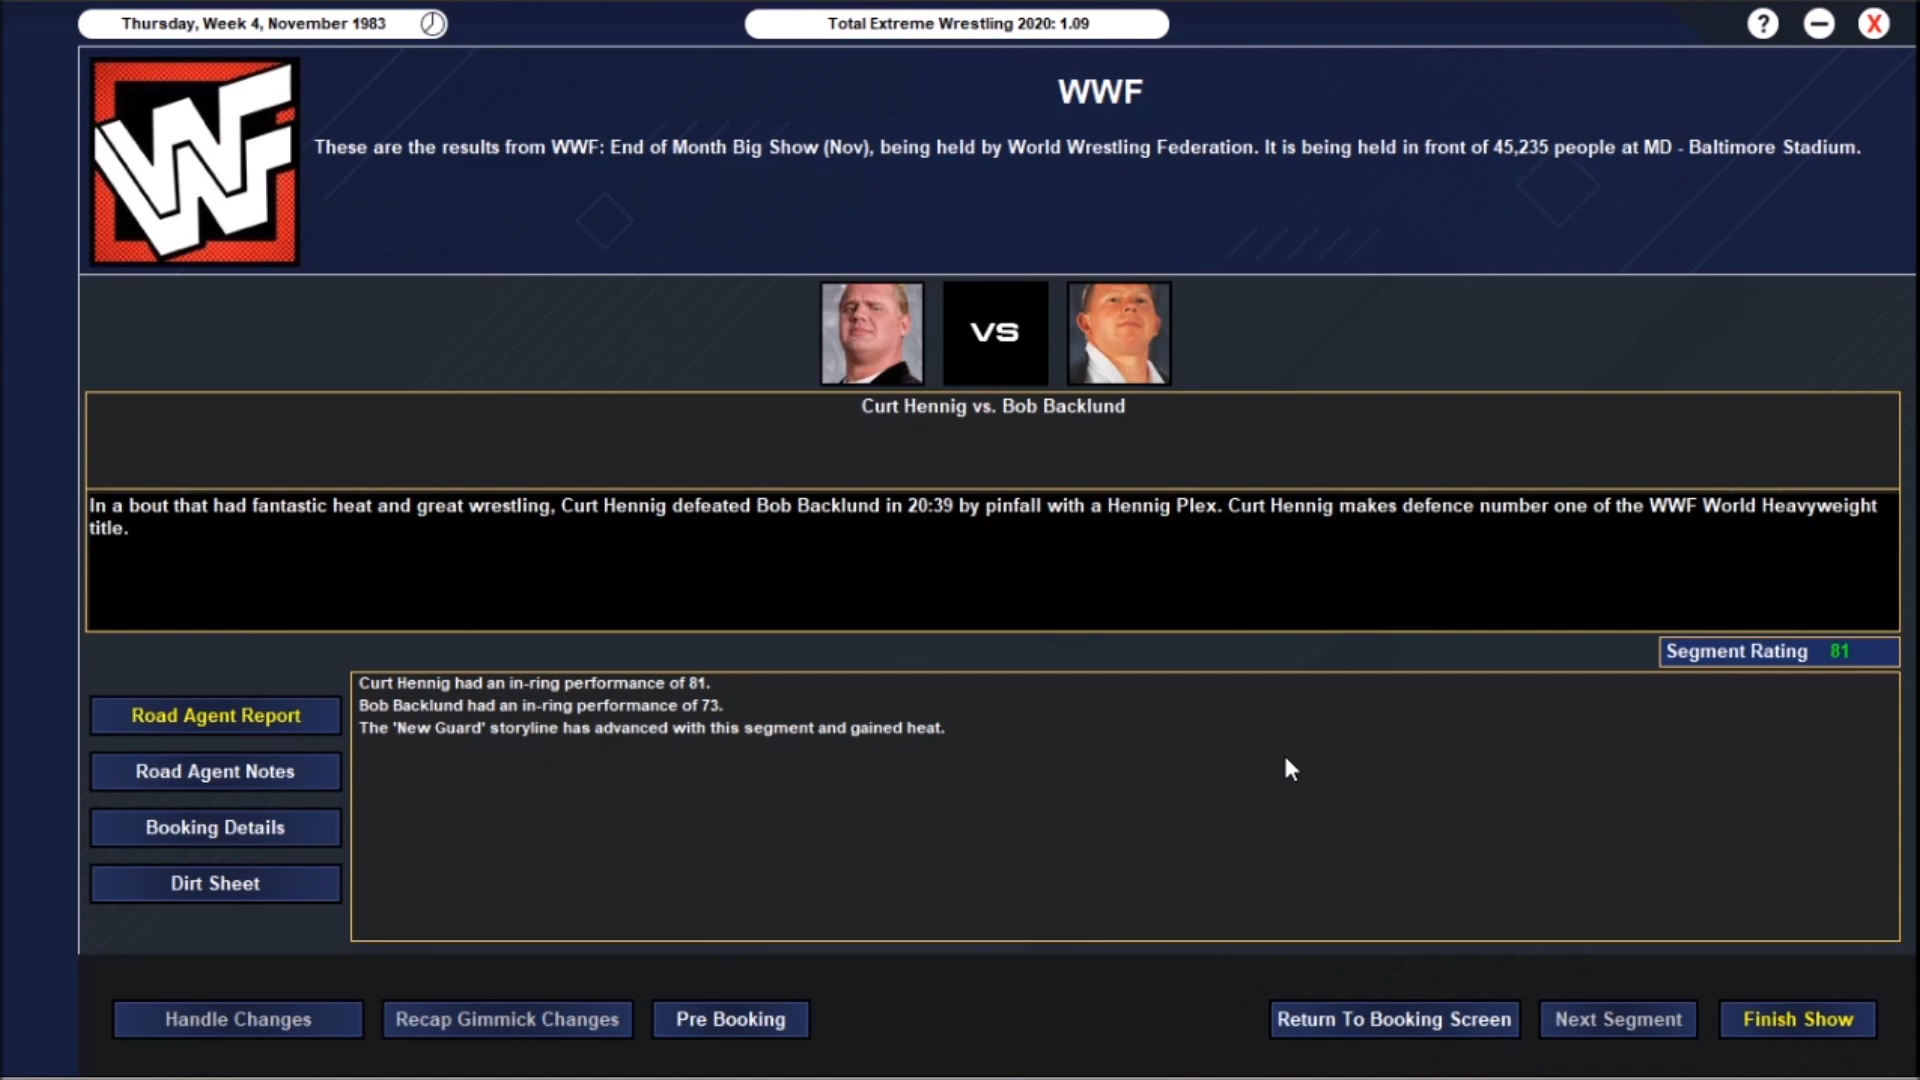 Thursday, Week 4, November 1983
Total Extreme Wrestling 2020: 1.09
?
X
WF
WWF
These are the results from WWF: End of Month Big Show (Nov), being held by World Wrestling Federation. It is being held in front of 45,235 people at MD - Baltimore Stadium.
VS
Curt Hennig vs. Bob Backlund
In a bout that had fantastic heat and great wrestling, Curt Hennig defeated Bob Backlund in 20:39 by pinfall with a Hennig Plex. Curt Hennig makes defence number one of the WWF World Heavyweight
title.
Segment Rating 81
Curt Hennig had an in-ring performance of 81.
Bob Backlund had an in-ring performance of 73.
The 'New Guard' storyline has advanced with this segment and gained heat.
Road Agent Report
Road Agent Notes
Booking Details
Dirt Sheet
Handle Changes
Recap Gimmick Changes
Pre Booking
Return To Booking Screen
Next Segment
Finish Show